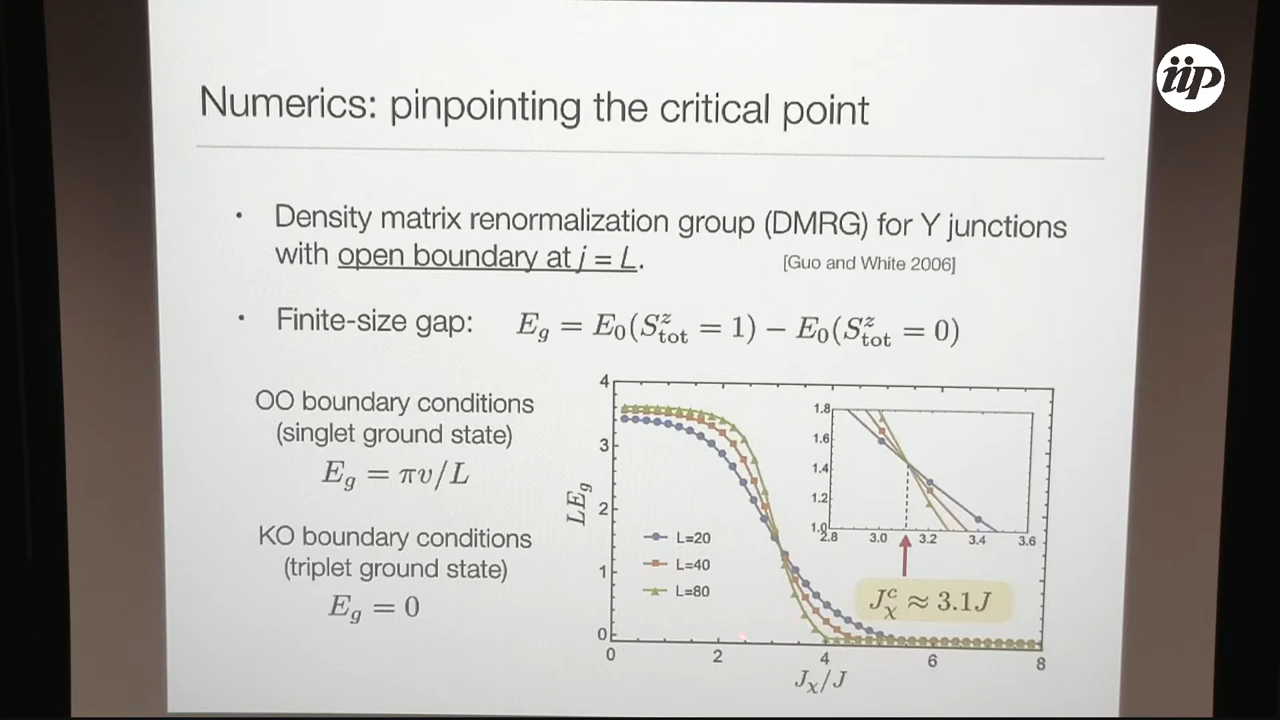 iip
Numerics: pinpointing the critical point
• Density matrix renormalization group (DMRG) for Y junctions
with open boundary at j = L.
[Guo and White 2006]
• Finite-size gap: E_g = E_0(S^z_tot = 1) − E_0(S^z_tot = 0)
OO boundary conditions
(singlet ground state)
E_g = πv/L
KO boundary conditions
(triplet ground state)
E_g = 0
4
3
2
1
0
LE_g
0 2 4 6 8
J_χ/J
L=20
L=40
L=80
1.8
1.6
1.4
1.2
1.0
2.8 3.0 3.2 3.4 3.6
J^c_χ ≈ 3.1J